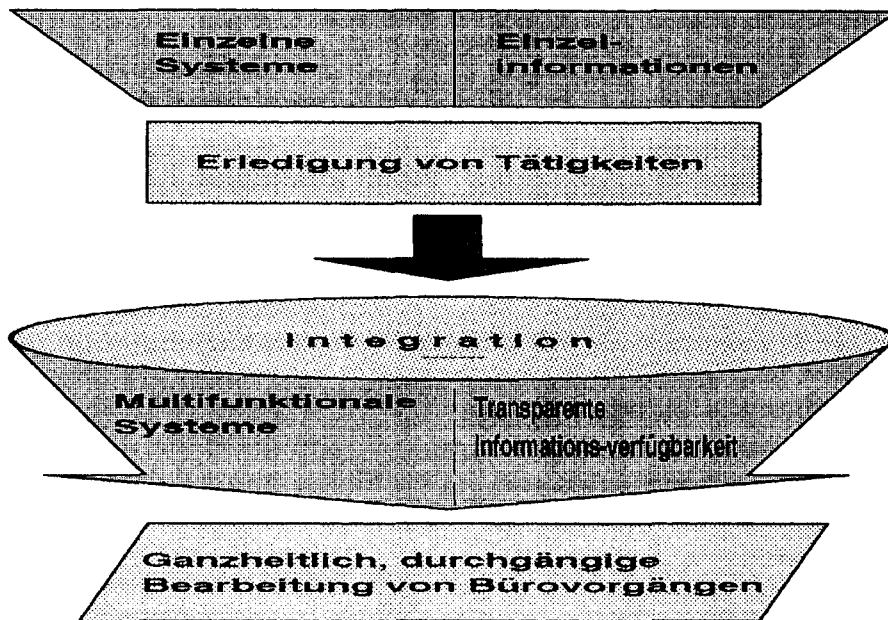 Einzelne
Systeme
Einzel-
informationen
Erledigung von Tätigkeiten
Integration
Multifunktionale
Systeme
Transparente
Informations-verfügbarkeit
Ganzheitlich, durchgängige
Bearbeitung von Bürovorgängen